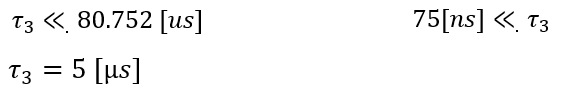 τ₃ ≪. 80.752 [us] 75[ns] ≪. τ₃
τ₃ = 5 [μs]